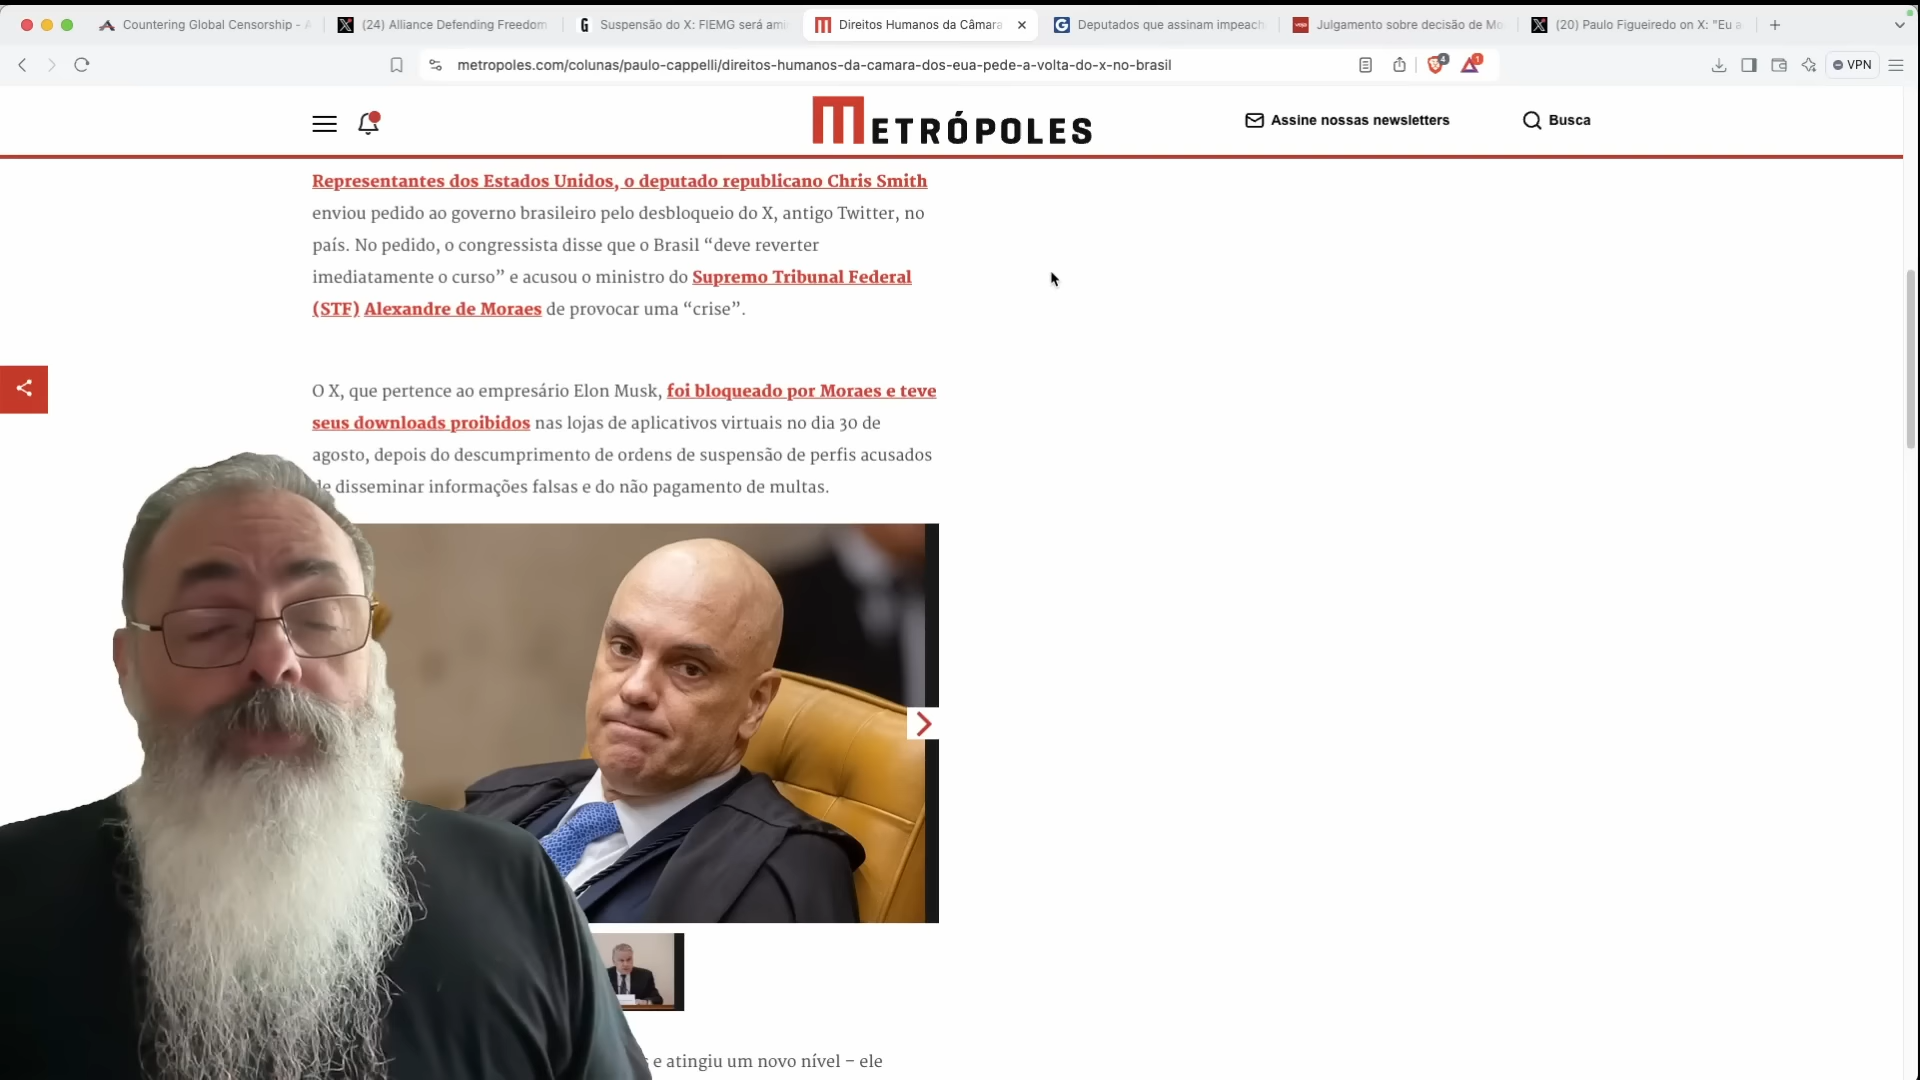 Countering Global Censorship -
(24) Alliance Defending Freedom
Suspensão do X: FIEMG será ami
Direitos Humanos da Câmara
Deputados que assinam impeach
Julgamento sobre decisão de Mo
(20) Paulo Figueiredo on X: "Eu a
metropoles.com/colunas/paulo-cappelli/direitos-humanos-da-camara-dos-eua-pede-a-volta-do-x-no-brasil
4
1
VPN
METRÓPOLES
Assine nossas newsletters
Busca
Representantes dos Estados Unidos, o deputado republicano Chris Smith
enviou pedido ao governo brasileiro pelo desbloqueio do X, antigo Twitter, no
país. No pedido, o congressista disse que o Brasil “deve reverter
imediatamente o curso” e acusou o ministro do Supremo Tribunal Federal
(STF) Alexandre de Moraes de provocar uma “crise”.
O X, que pertence ao empresário Elon Musk, foi bloqueado por Moraes e teve
seus downloads proibidos nas lojas de aplicativos virtuais no dia 30 de
agosto, depois do descumprimento de ordens de suspensão de perfis acusados
de disseminar informações falsas e do não pagamento de multas.
e atingiu um novo nível – ele